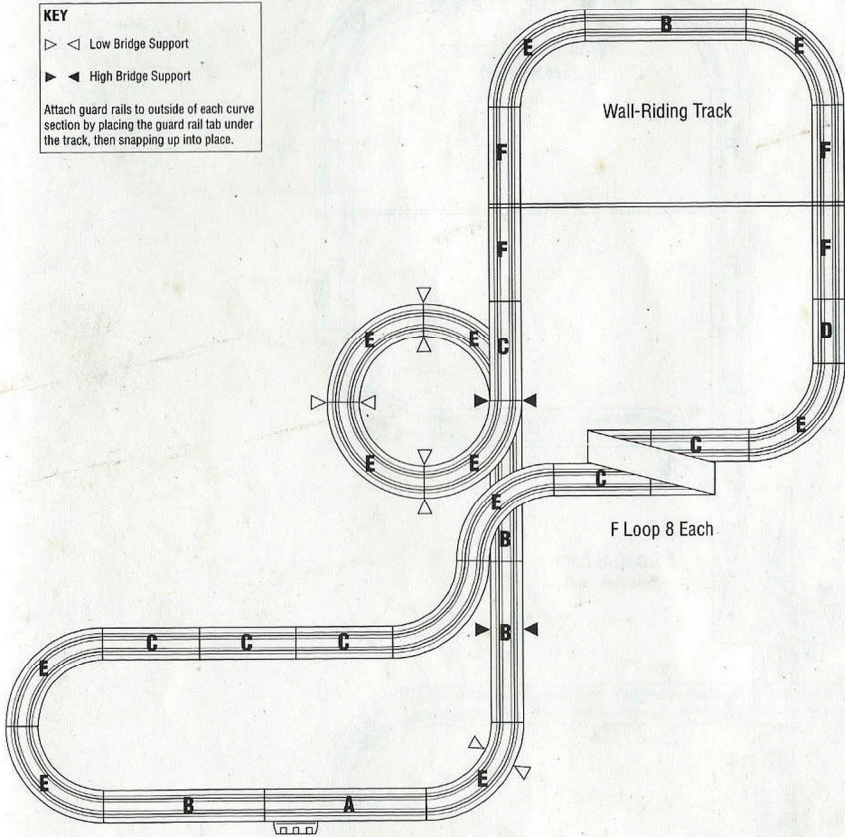 KEY
Low Bridge Support
High Bridge Support
Attach guard rails to outside of each curve
section by placing the guard rail tab under
the track, then snapping up into place.
B
E
E
Wall-Riding Track
F
F
F
F
D
E
E
C
E
C
E
E
C
E
F Loop 8 Each
B
B
C
C
C
E
E
E
B
A